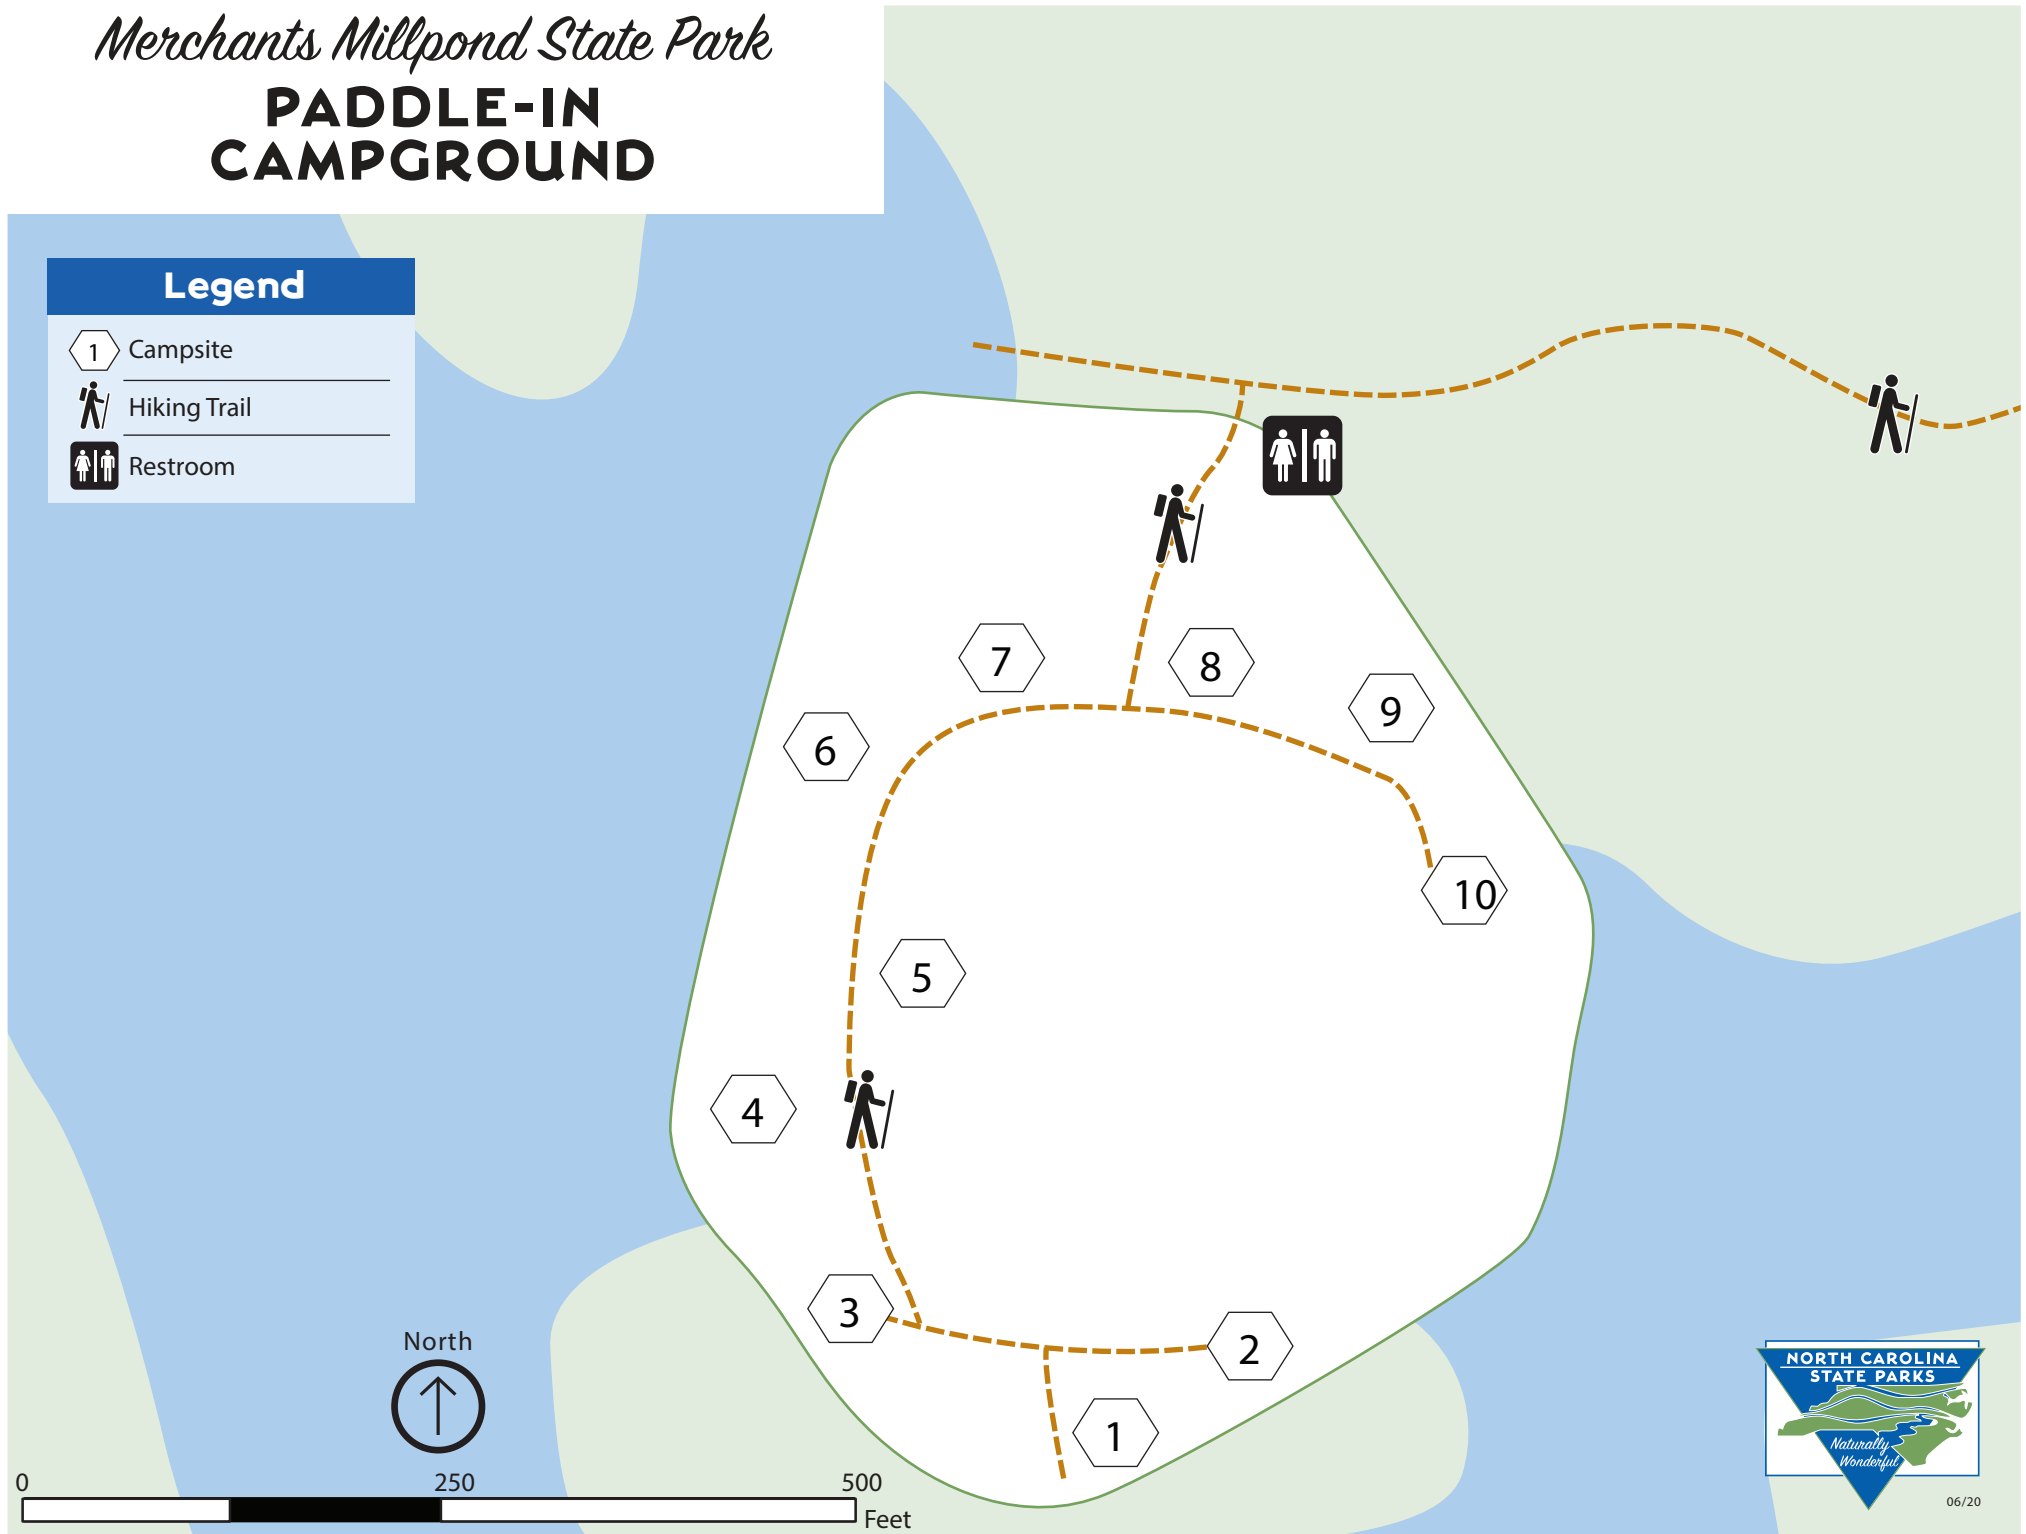 Merchants Millpond State Park
PADDLE-IN
CAMPGROUND
Legend
1 Campsite
Hiking Trail
Restroom
7
8
9
6
10
5
4
3
2
1
North
0 250 500
Feet
NORTH CAROLINA
STATE PARKS
Naturally
Wonderful
06/20